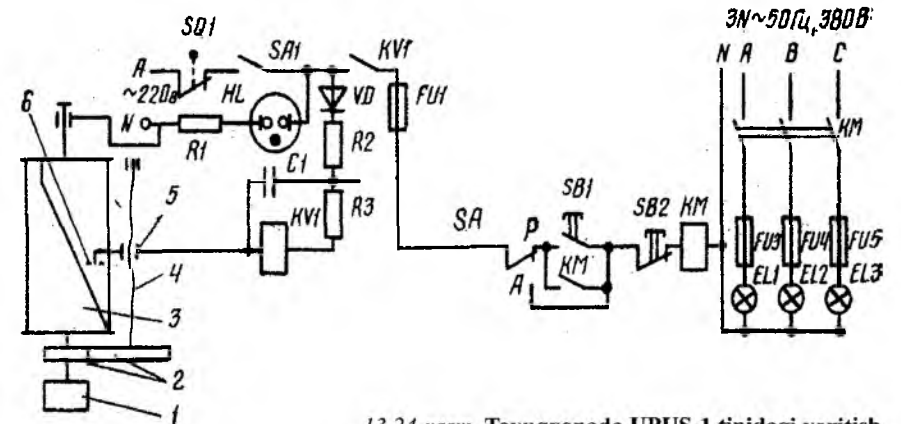 3N~50Гц, 380В
SQ1
SA1
KV1
N A B C
A
~220в
HL
VD
FU1
KM
N
R1
R2
C1
6
5
KV1
R3
SA
P
SB1
SB2 KM
KM
A
FU3 FU4 FU5
EL1 EL2 EL3
4
3
2
1
13.24-rasm. Tovuqxonada UPUS-1 tipidagi yoritish